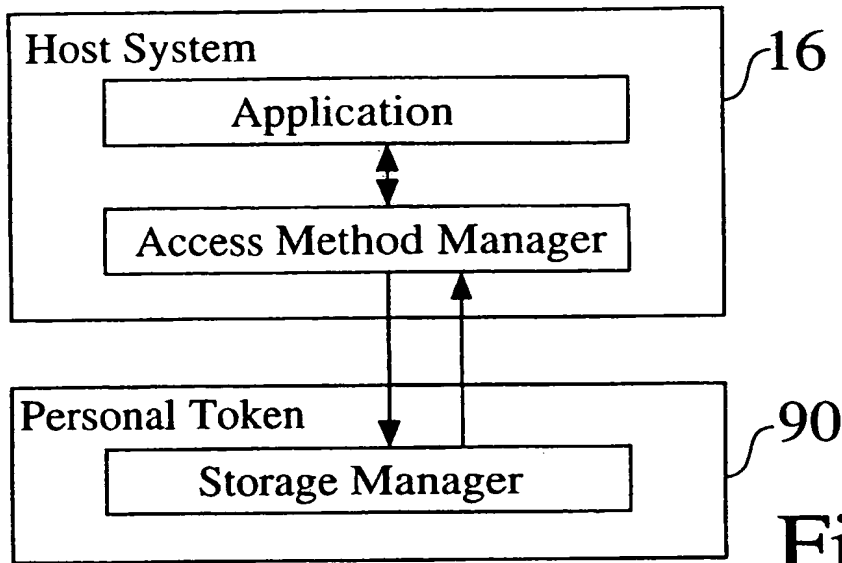 Host System
16
Application
Access Method Manager
Personal Token
90
Storage Manager